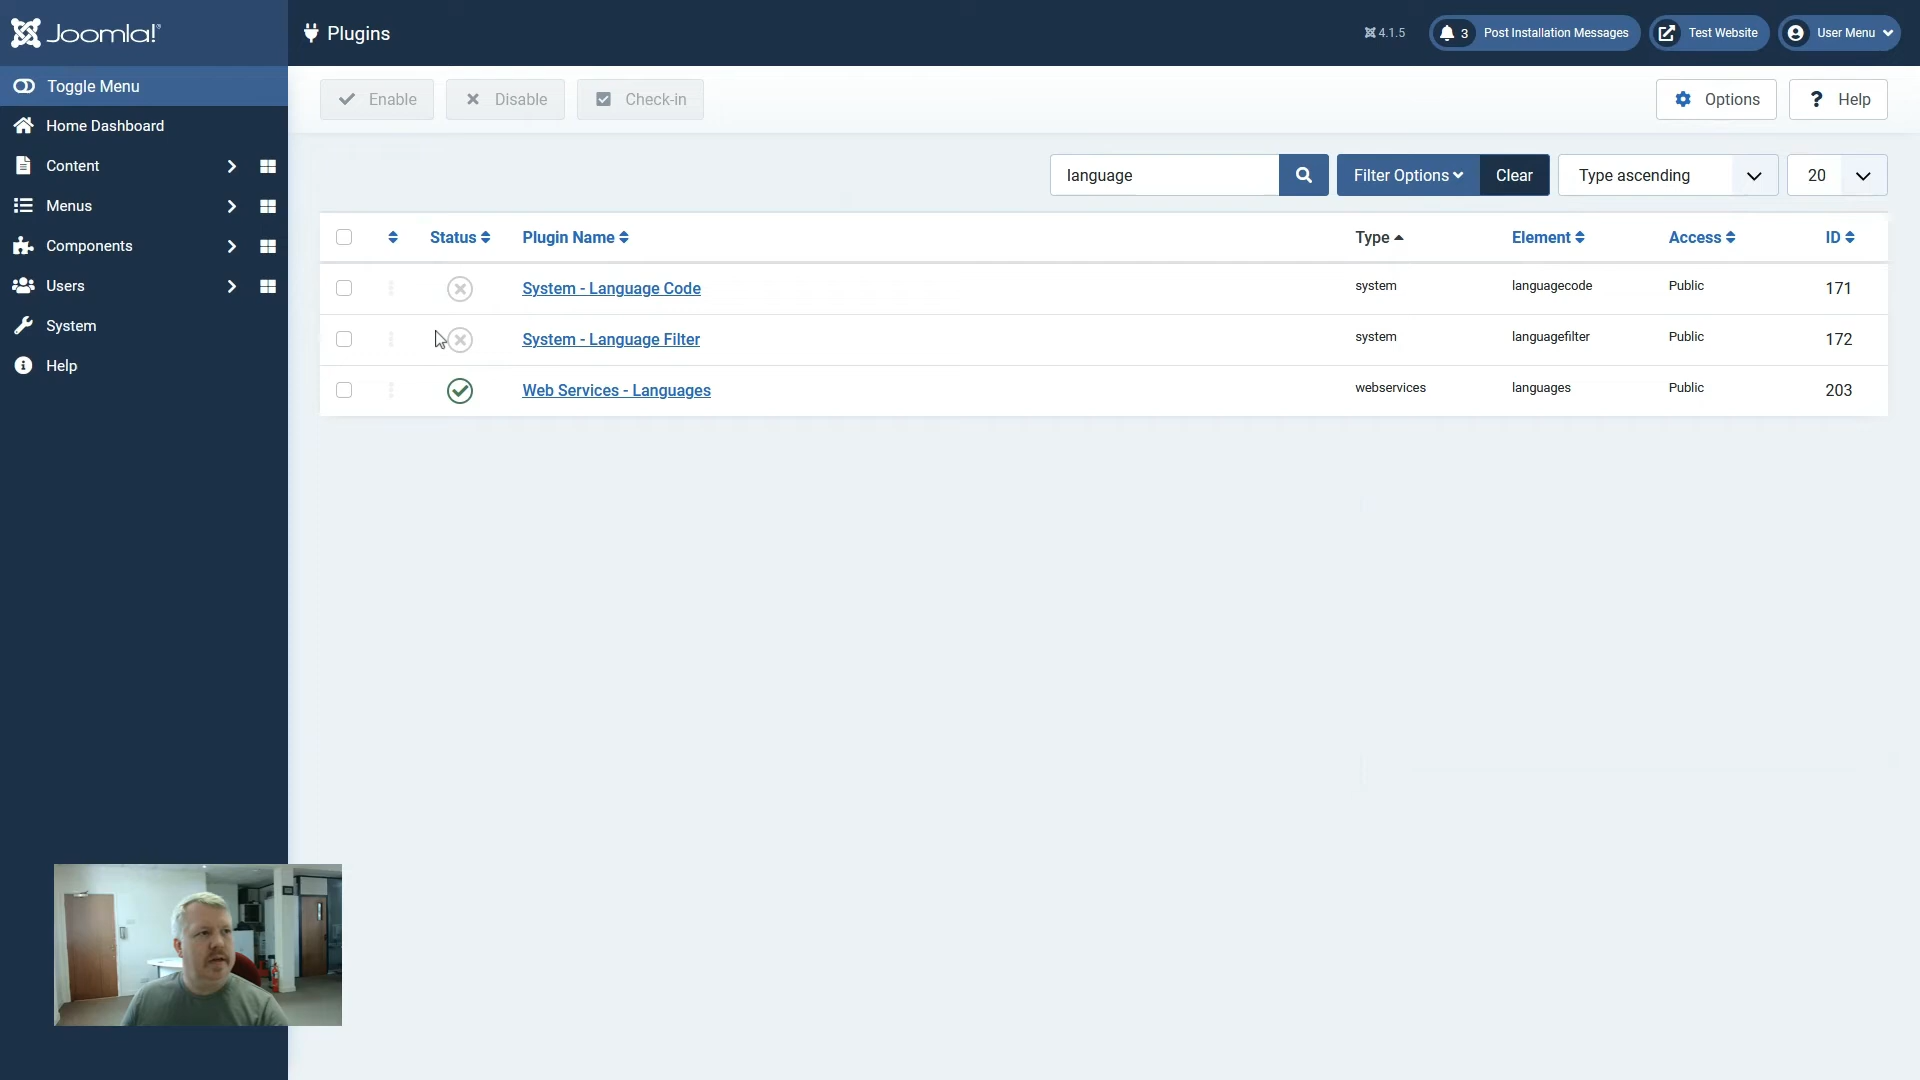 Joomla!
Plugins
4.1.5
3
Post Installation Messages
Test Website
User Menu
Toggle Menu
Home Dashboard
Content
Menus
Components
Users
System
Help
Enable
Disable
Check-in
Options
? Help
language
Filter Options
Clear
Type ascending
20
Status
Plugin Name
Type
Element
Access
ID
System - Language Code
system
languagecode
Public
171
System - Language Filter
system
languagefilter
Public
172
Web Services - Languages
webservices
languages
Public
203